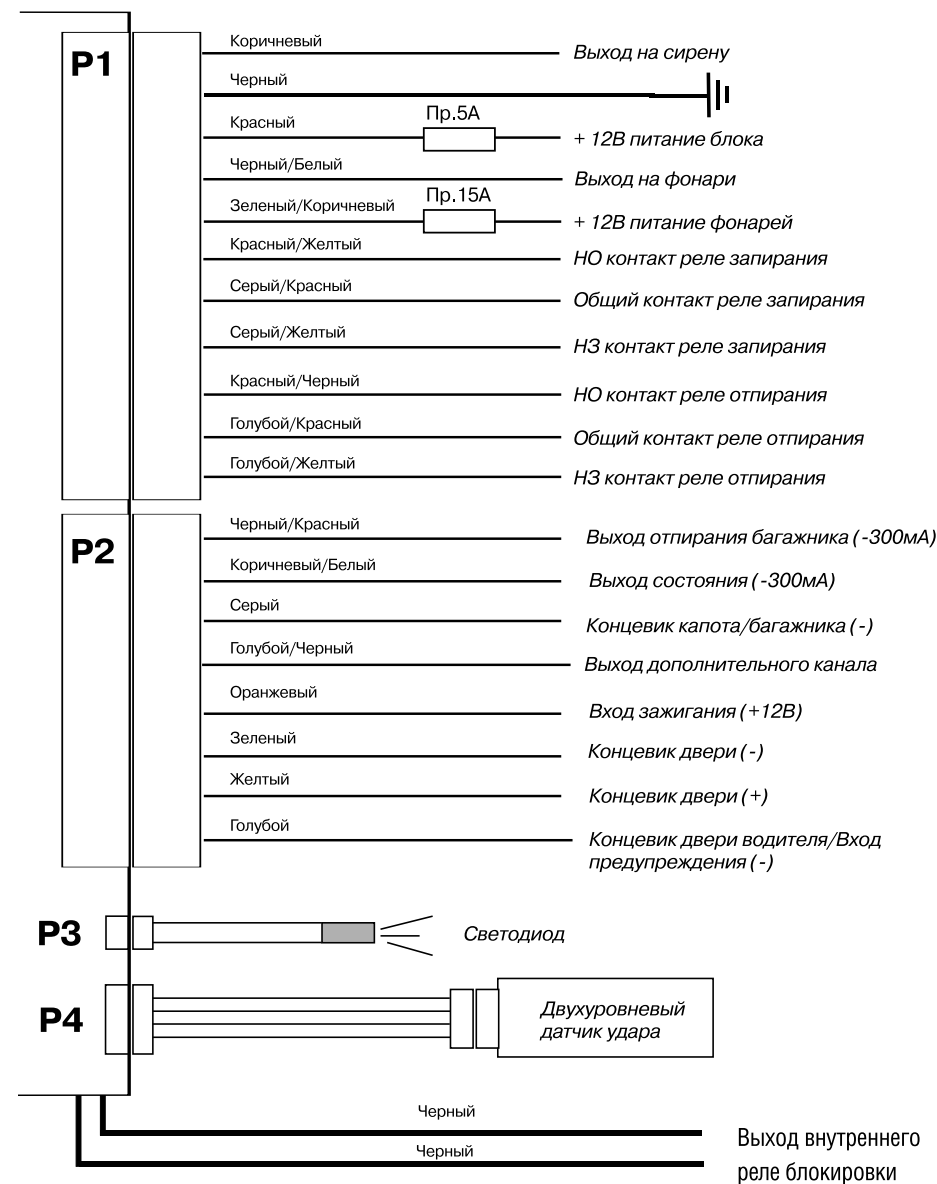 P1
Коричневый
Выход на сирену
Черный
Красный
Пр.5А
+ 12В питание блока
Черный/Белый
Выход на фонари
Зеленый/Коричневый
Пр.15А
+ 12В питание фонарей
Красный/Желтый
НО контакт реле запирания
Серый/Красный
Общий контакт реле запирания
Серый/Желтый
НЗ контакт реле запирания
Красный/Черный
НО контакт реле отпирания
Голубой/Красный
Общий контакт реле отпирания
Голубой/Желтый
НЗ контакт реле отпирания
P2
Черный/Красный
Выход отпирания багажника (-300мА)
Коричневый/Белый
Выход состояния (-300мА)
Серый
Концевик капота/багажника (-)
Голубой/Черный
Выход дополнительного канала
Оранжевый
Вход зажигания (+12В)
Зеленый
Концевик двери (-)
Желтый
Концевик двери (+)
Голубой
Концевик двери водителя/Вход
предупреждения (-)
P3
Светодиод
P4
Двухуровневый
датчик удара
Черный
Черный
Выход внутреннего
реле блокировки